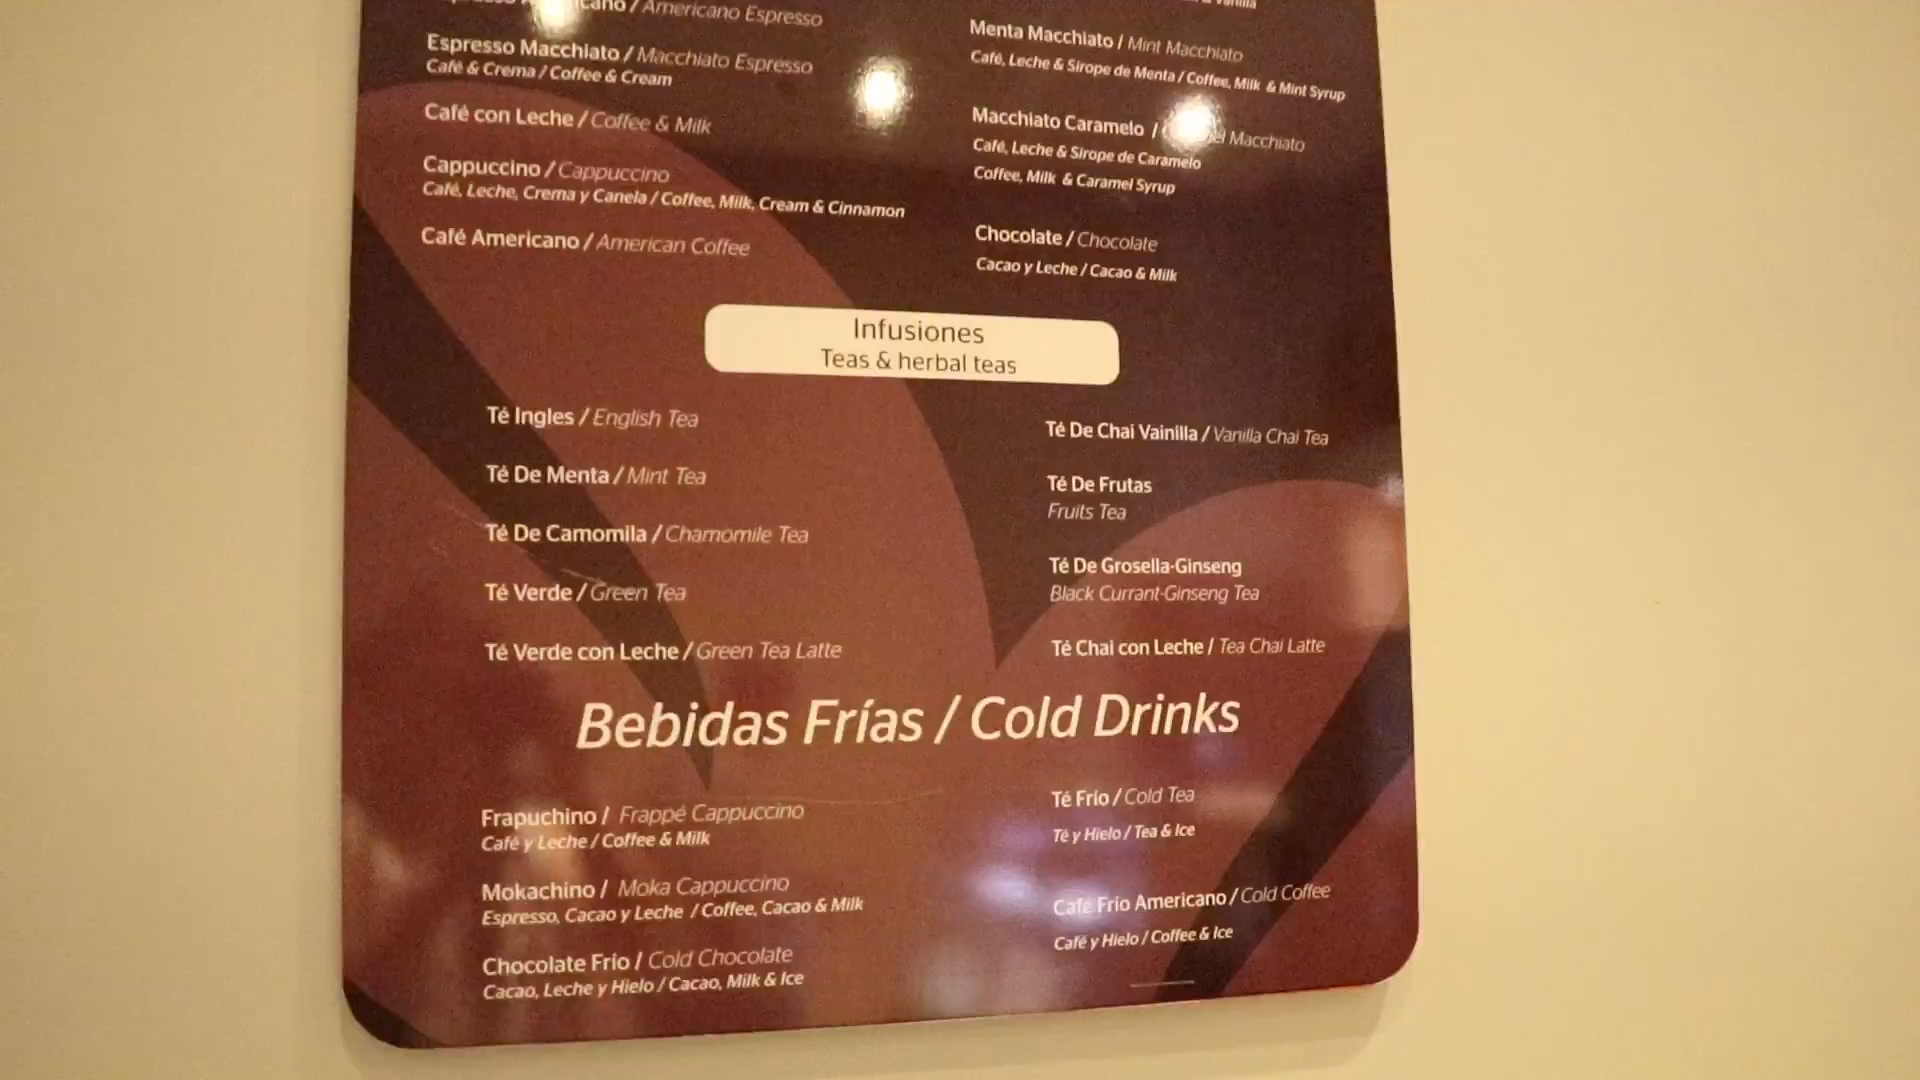 Americano / Americano Espresso
Espresso Macchiato / Macchiato Espresso
Café & Crema / Coffee & Cream
Café con Leche / Coffee & Milk
Cappuccino / Cappuccino
Café, Leche, Crema y Canela / Coffee, Milk, Cream & Cinnamon
Café Americano / American Coffee
Menta Macchiato / Mint Macchiato
Café, Leche & Sirope de Menta / Coffee, Milk & Mint Syrup
Macchiato Caramelo / Macchiato
Café, Leche & Sirope de Caramelo
Coffee, Milk & Caramel Syrup
Chocolate / Chocolate
Cacao y Leche / Cacao & Milk
Infusiones
Teas & herbal teas
Té Ingles / English Tea
Té De Menta / Mint Tea
Té De Camomila / Chamomile Tea
Té Verde / Green Tea
Té Verde con Leche / Green Tea Latte
Té De Chai Vainilla / Vanilla Chai Tea
Té De Frutas
Fruits Tea
Té De Grosella-Ginseng
Black Currant-Ginseng Tea
Té Chai con Leche / Tea Chai Latte
Bebidas Frías / Cold Drinks
Frapuchino / Frappé Cappuccino
Café y Leche / Coffee & Milk
Mokachino / Moka Cappuccino
Espresso, Cacao y Leche / Coffee, Cacao & Milk
Chocolate Frio / Cold Chocolate
Cacao, Leche y Hielo / Cacao, Milk & Ice
Té Frio / Cold Tea
Té y Hielo / Tea & Ice
Café Frio Americano / Cold Coffee
Café y Hielo / Coffee & Ice